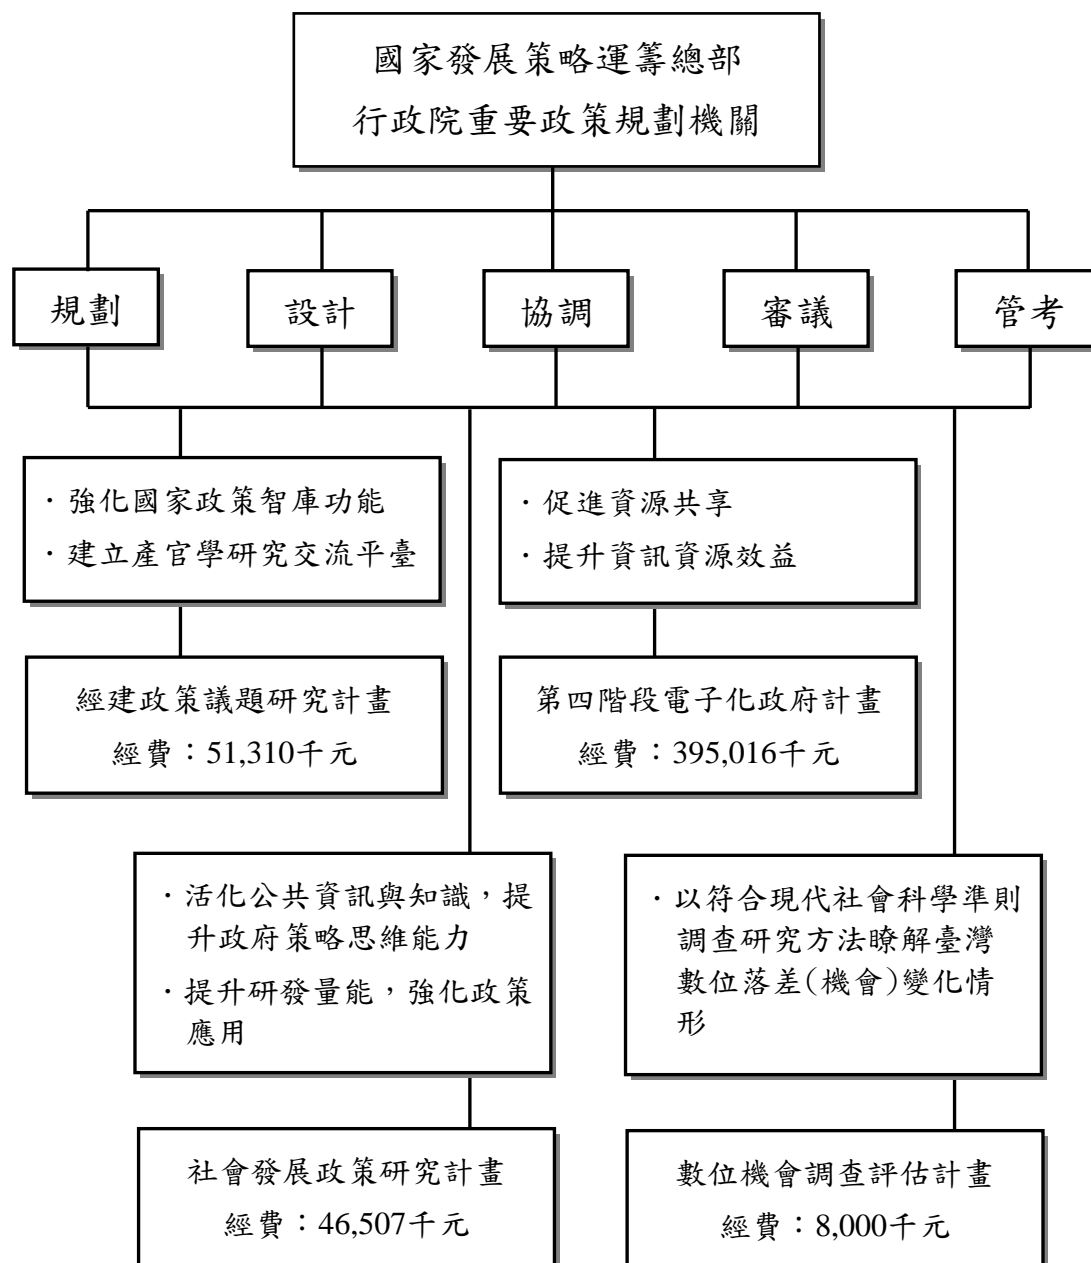 國家發展策略運籌總部
行政院重要政策規劃機關
規劃
設計
協調
審議
管考
．強化國家政策智庫功能
．建立產官學研究交流平臺
．促進資源共享
．提升資訊資源效益
經建政策議題研究計畫
經費：51,310千元
第四階段電子化政府計畫
經費：395,016千元
．活化公共資訊與知識，提
升政府策略思維能力
．提升研發量能，強化政策
應用
．以符合現代社會科學準則
調查研究方法瞭解臺灣
數位落差(機會)變化情
形
社會發展政策研究計畫
經費：46,507千元
數位機會調查評估計畫
經費：8,000千元